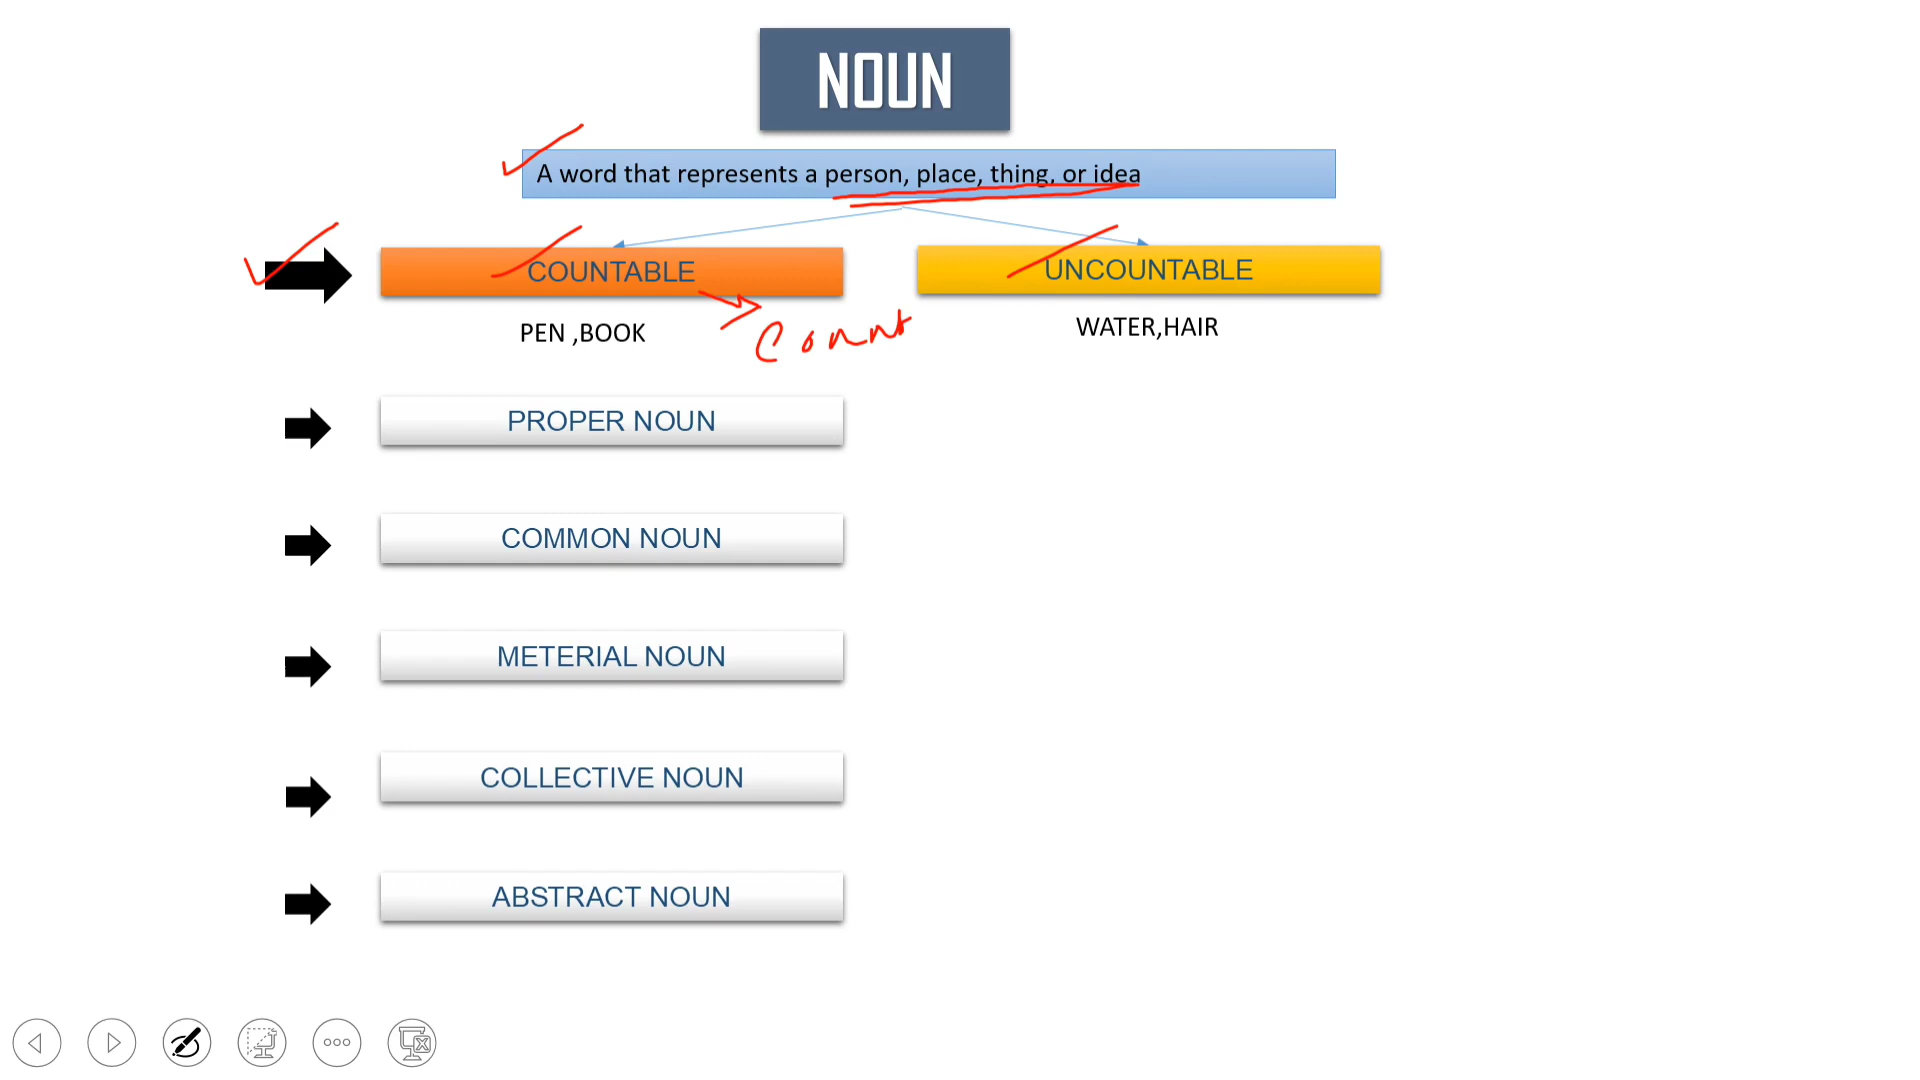 NOUN
A word that represents a person, place, thing, or idea
COUNTABLE
UNCOUNTABLE
PEN ,BOOK
Count
WATER,HAIR
PROPER NOUN
COMMON NOUN
METERIAL NOUN
COLLECTIVE NOUN
ABSTRACT NOUN